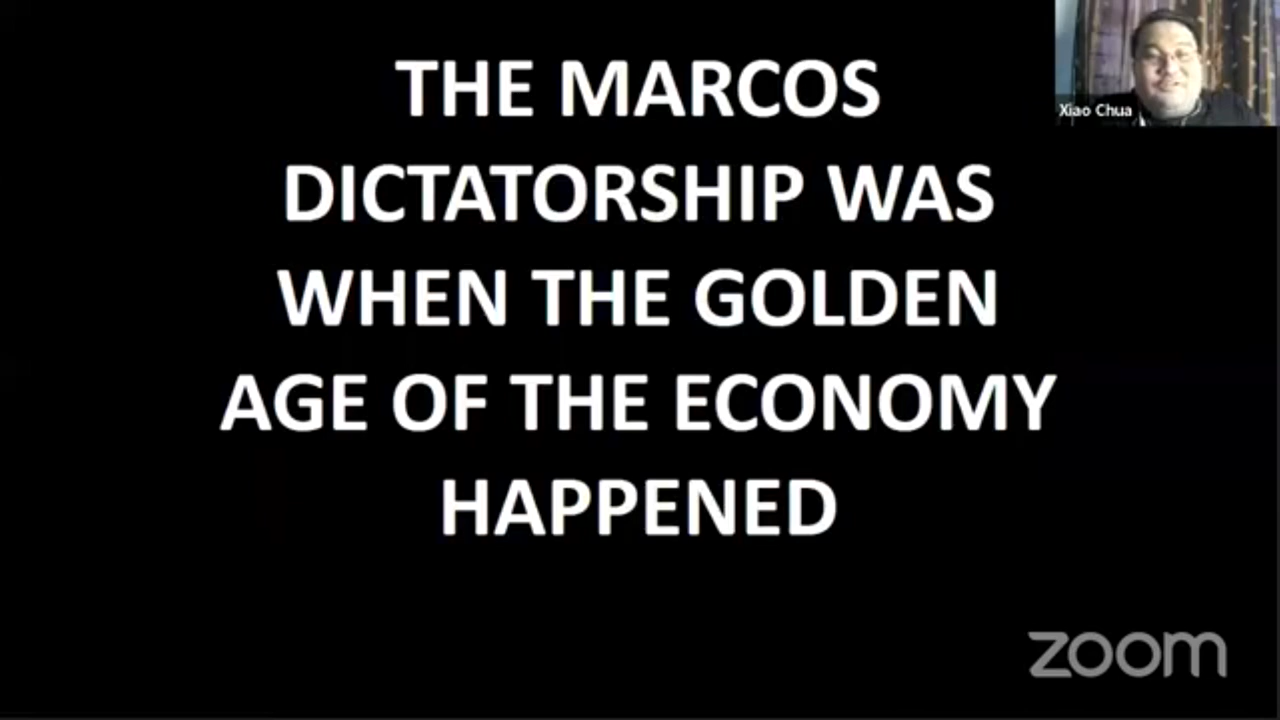 THE MARCOS
DICTATORSHIP WAS
WHEN THE GOLDEN
AGE OF THE ECONOMY
HAPPENED
Xiao Chua
zoom